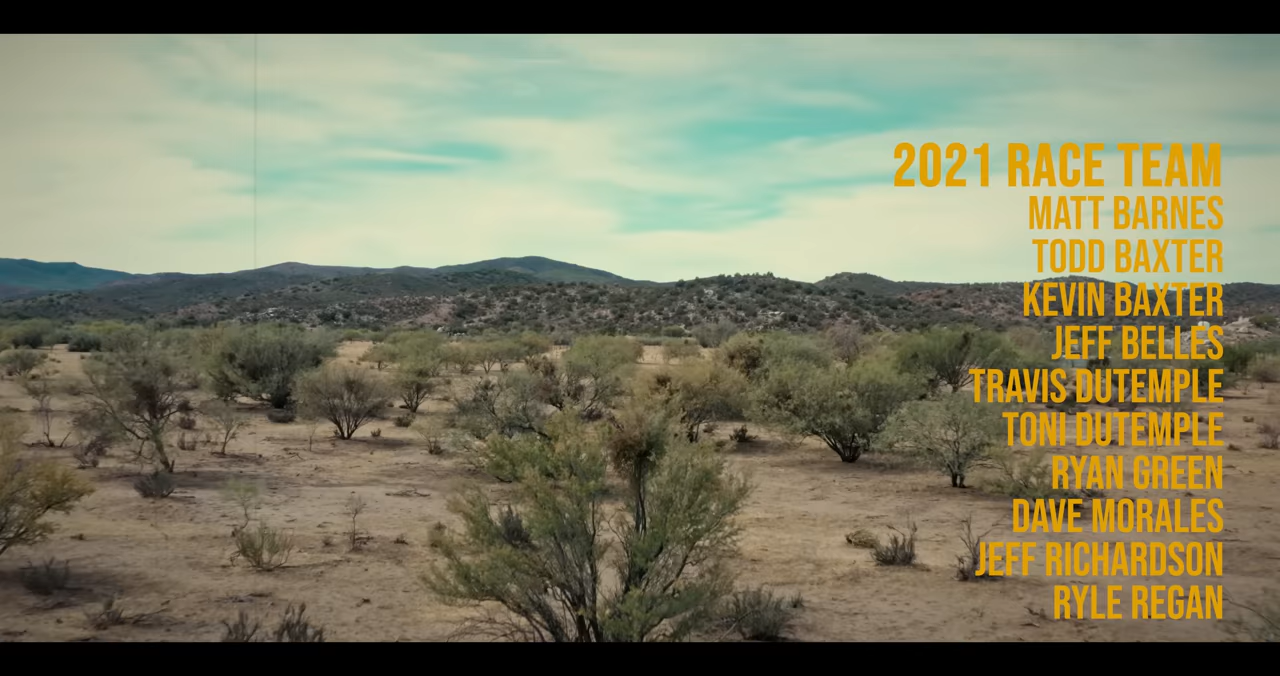 2021 RACE TEAM
MATT BARNES
TODD BAXTER
KEVIN BAXTER
JEFF BELLES
TRAVIS DUTEMPLE
TONI DUTEMPLE
RYAN GREEN
DAVE MORALES
JEFF RICHARDSON
RYLE REGAN